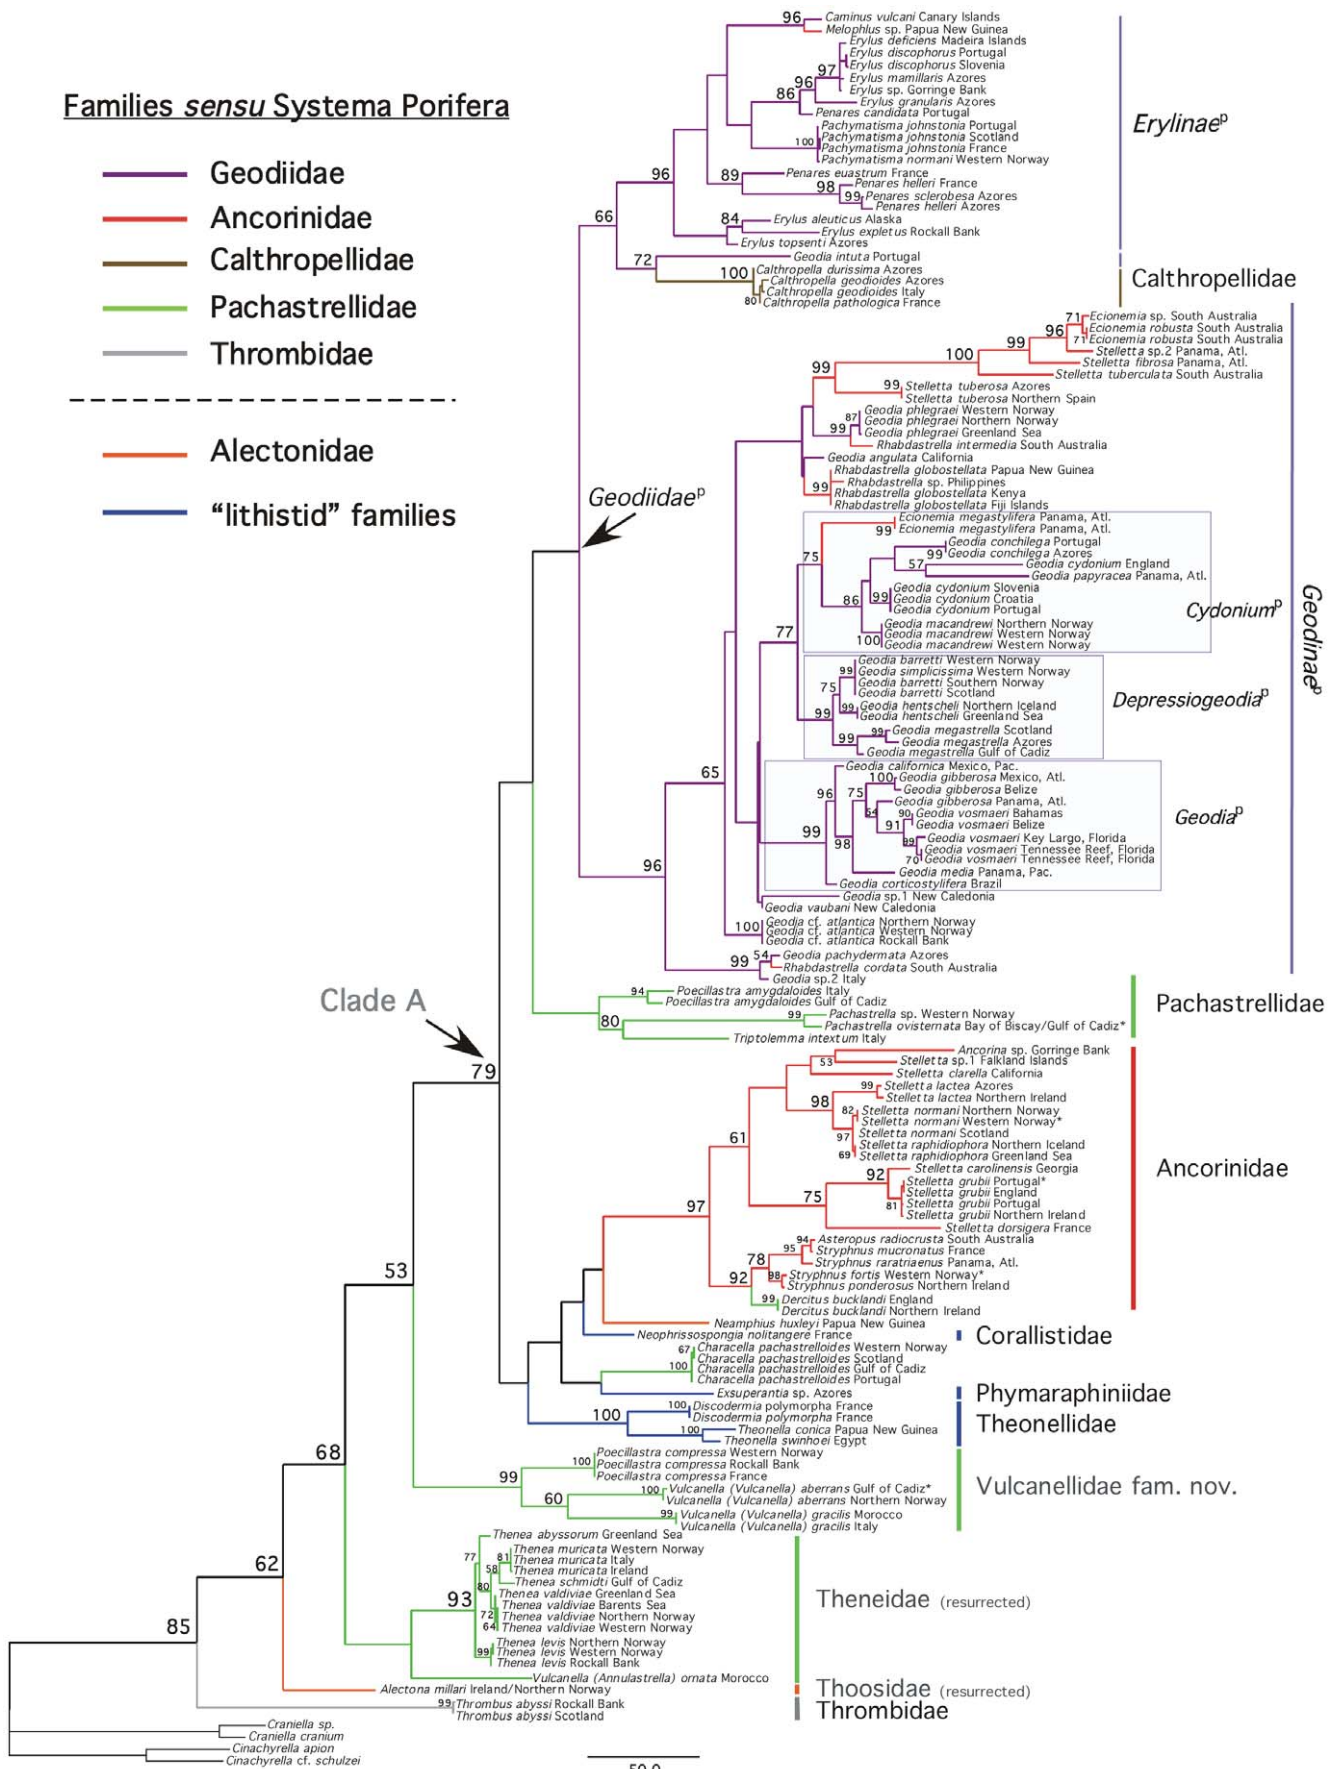 Families sensu Systema Porifera
Geodiidae
Ancorinidae
Calthropellidae
Pachastrellidae
Thrombidae
Alectonidae
“lithistid” families
96
Caminus vulcani Canary Islands
Melophlus sp. Papua New Guinea
Erylus deficiens Madeira Islands
Erylus discophorus Portugal
Erylus discophorus Slovenia
97
Erylus mamillaris Azores
96
Erylus sp. Gorringe Bank
86
Erylus granularis Azores
Penares candidata Portugal
Pachymatisma johnstonia Portugal
Pachymatisma johnstonia Scotland
100
Pachymatisma johnstonia France
Pachymatisma normani Western Norway
Erylinaeᵖ
96
89
Penares euastrum France
98
Penares helleri France
99
Penares sclerobesa Azores
Penares helleri Azores
66
84
Erylus aleuticus Alaska
Erylus expletus Rockall Bank
Erylus topsenti Azores
72
Geodia intuta Portugal
100
Calthropella durissima Azores
Calthropella geodioides Azores
Calthropella geodioides Italy
80
Calthropella pathologica France
Calthropellidae
71
Ecionemia sp. South Australia
96
Ecionemia robusta South Australia
71
Ecionemia robusta South Australia
99
Stelletta sp.2 Panama, Atl.
100
Stelletta fibrosa Panama, Atl.
Stelletta tuberculata South Australia
99
99
Stelletta tuberosa Azores
Stelletta tuberosa Northern Spain
Geodia phlegraei Western Norway
87
Geodia phlegraei Northern Norway
99
Geodia phlegraei Greenland Sea
Rhabdastrella intermedia South Australia
Geodia angulata California
Rhabdastrella globostellata Papua New Guinea
Rhabdastrella sp. Philippines
99
Rhabdastrella globostellata Kenya
Rhabdastrella globostellata Fiji Islands
Geodiidaeᵖ
Ecionemia megastylifera Panama, Atl.
99
Ecionemia megastylifera Panama, Atl.
75
Geodia conchilega Portugal
99
Geodia conchilega Azores
57
Geodia cydonium England
Geodia papyracea Panama, Atl.
Geodia cydonium Slovenia
86
99
Geodia cydonium Croatia
Geodia cydonium Portugal
Cydoniumᵖ
Geodia macandrewi Northern Norway
Geodia macandrewi Western Norway
100
Geodia macandrewi Western Norway
Geodinaeᵖ
77
Geodia barretti Western Norway
99
Geodia simplicissima Western Norway
75
Geodia barretti Southern Norway
Geodia barretti Scotland
99
99
Geodia hentscheli Northern Iceland
Geodia hentscheli Greenland Sea
99
99
Geodia megastrella Scotland
Geodia megastrella Azores
Geodia megastrella Gulf of Cadiz
Depressiogeodiaᵖ
65
Geodia californica Mexico, Pac.
100
Geodia gibberosa Mexico, Atl.
96
75
Geodia gibberosa Belize
Geodia gibberosa Panama, Atl.
54
90
Geodia vosmaeri Bahamas
91
Geodia vosmaeri Belize
99
98
99
Geodia vosmaeri Key Largo, Florida
Geodia vosmaeri Tennessee Reef, Florida
70
Geodia vosmaeri Tennessee Reef, Florida
Geodia media Panama, Pac.
Geodia corticostylifera Brazil
Geodiaᵖ
96
Geodia sp.1 New Caledonia
Geodia vaubani New Caledonia
Geodia cf. atlantica Northern Norway
100
Geodia cf. atlantica Western Norway
Geodia cf. atlantica Rockall Bank
99
54
Geodia pachydermata Azores
Rhabdastrella cordata South Australia
Geodia sp.2 Italy
94
Poecillastra amygdaloides Italy
Poecillastra amygdaloides Gulf of Cadiz
80
99
Pachastrella sp. Western Norway
Pachastrella ovisternata Bay of Biscay/Gulf of Cadiz*
Triptolemma intextum Italy
Pachastrellidae
Clade A
79
Ancorina sp. Gorringe Bank
53
Stelletta sp.1 Falkland Islands
Stelletta clarella California
99
Stelletta lactea Azores
98
Stelletta lactea Northern Ireland
82
Stelletta normani Northern Norway
Stelletta normani Western Norway*
97
Stelletta normani Scotland
Stelletta raphidiophora Northern Iceland
69
Stelletta raphidiophora Greenland Sea
61
92
Stelletta carolinensis Georgia
Stelletta grubii Portugal*
Stelletta grubii England
75
81
Stelletta grubii Portugal
Stelletta grubii Northern Ireland
Stelletta dorsigera France
Ancorinidae
97
94
Asteropus radiocrusta South Australia
95
Stryphnus mucronatus France
78
Stryphnus raratriaenus Panama, Atl.
92
98
Stryphnus fortis Western Norway*
Stryphnus ponderosus Northern Ireland
99
Dercitus bucklandi England
Dercitus bucklandi Northern Ireland
Neamphius huxleyi Papua New Guinea
Neophrissospongia nolitangere France
Corallistidae
67
Characella pachastrelloides Western Norway
Characella pachastrelloides Scotland
100
Characella pachastrelloides Gulf of Cadiz
Characella pachastrelloides Portugal
Exsuperantia sp. Azores
Phymaraphiniidae
100
100
Discodermia polymorpha France
Discodermia polymorpha France
100
Theonella conica Papua New Guinea
Theonella swinhoei Egypt
Theonellidae
53
Poecillastra compressa Western Norway
100
Poecillastra compressa Rockall Bank
99
Poecillastra compressa France
100
Vulcanella (Vulcanella) aberrans Gulf of Cadiz*
60
Vulcanella (Vulcanella) aberrans Northern Norway
99
Vulcanella (Vulcanella) gracilis Morocco
Vulcanella (Vulcanella) gracilis Italy
Vulcanellidae fam. nov.
68
Thenea abyssorum Greenland Sea
77
81
Thenea muricata Western Norway
Thenea muricata Italy
58
Thenea muricata Ireland
80
Thenea schmidti Gulf of Cadiz
93
Thenea valdiviae Greenland Sea
Thenea valdiviae Barents Sea
72
Thenea valdiviae Northern Norway
64
Thenea valdiviae Western Norway
Thenea levis Northern Norway
99
Thenea levis Western Norway
Thenea levis Rockall Bank
Vulcanella (Annulastrella) ornata Morocco
Theneidae (resurrected)
62
Alectona millari Ireland/Northern Norway
Thoosidae (resurrected)
85
99
Thrombus abyssi Rockall Bank
Thrombus abyssi Scotland
Thrombidae
Craniella sp.
Craniella cranium
Cinachyrella apion
Cinachyrella cf. schulzei
50.0